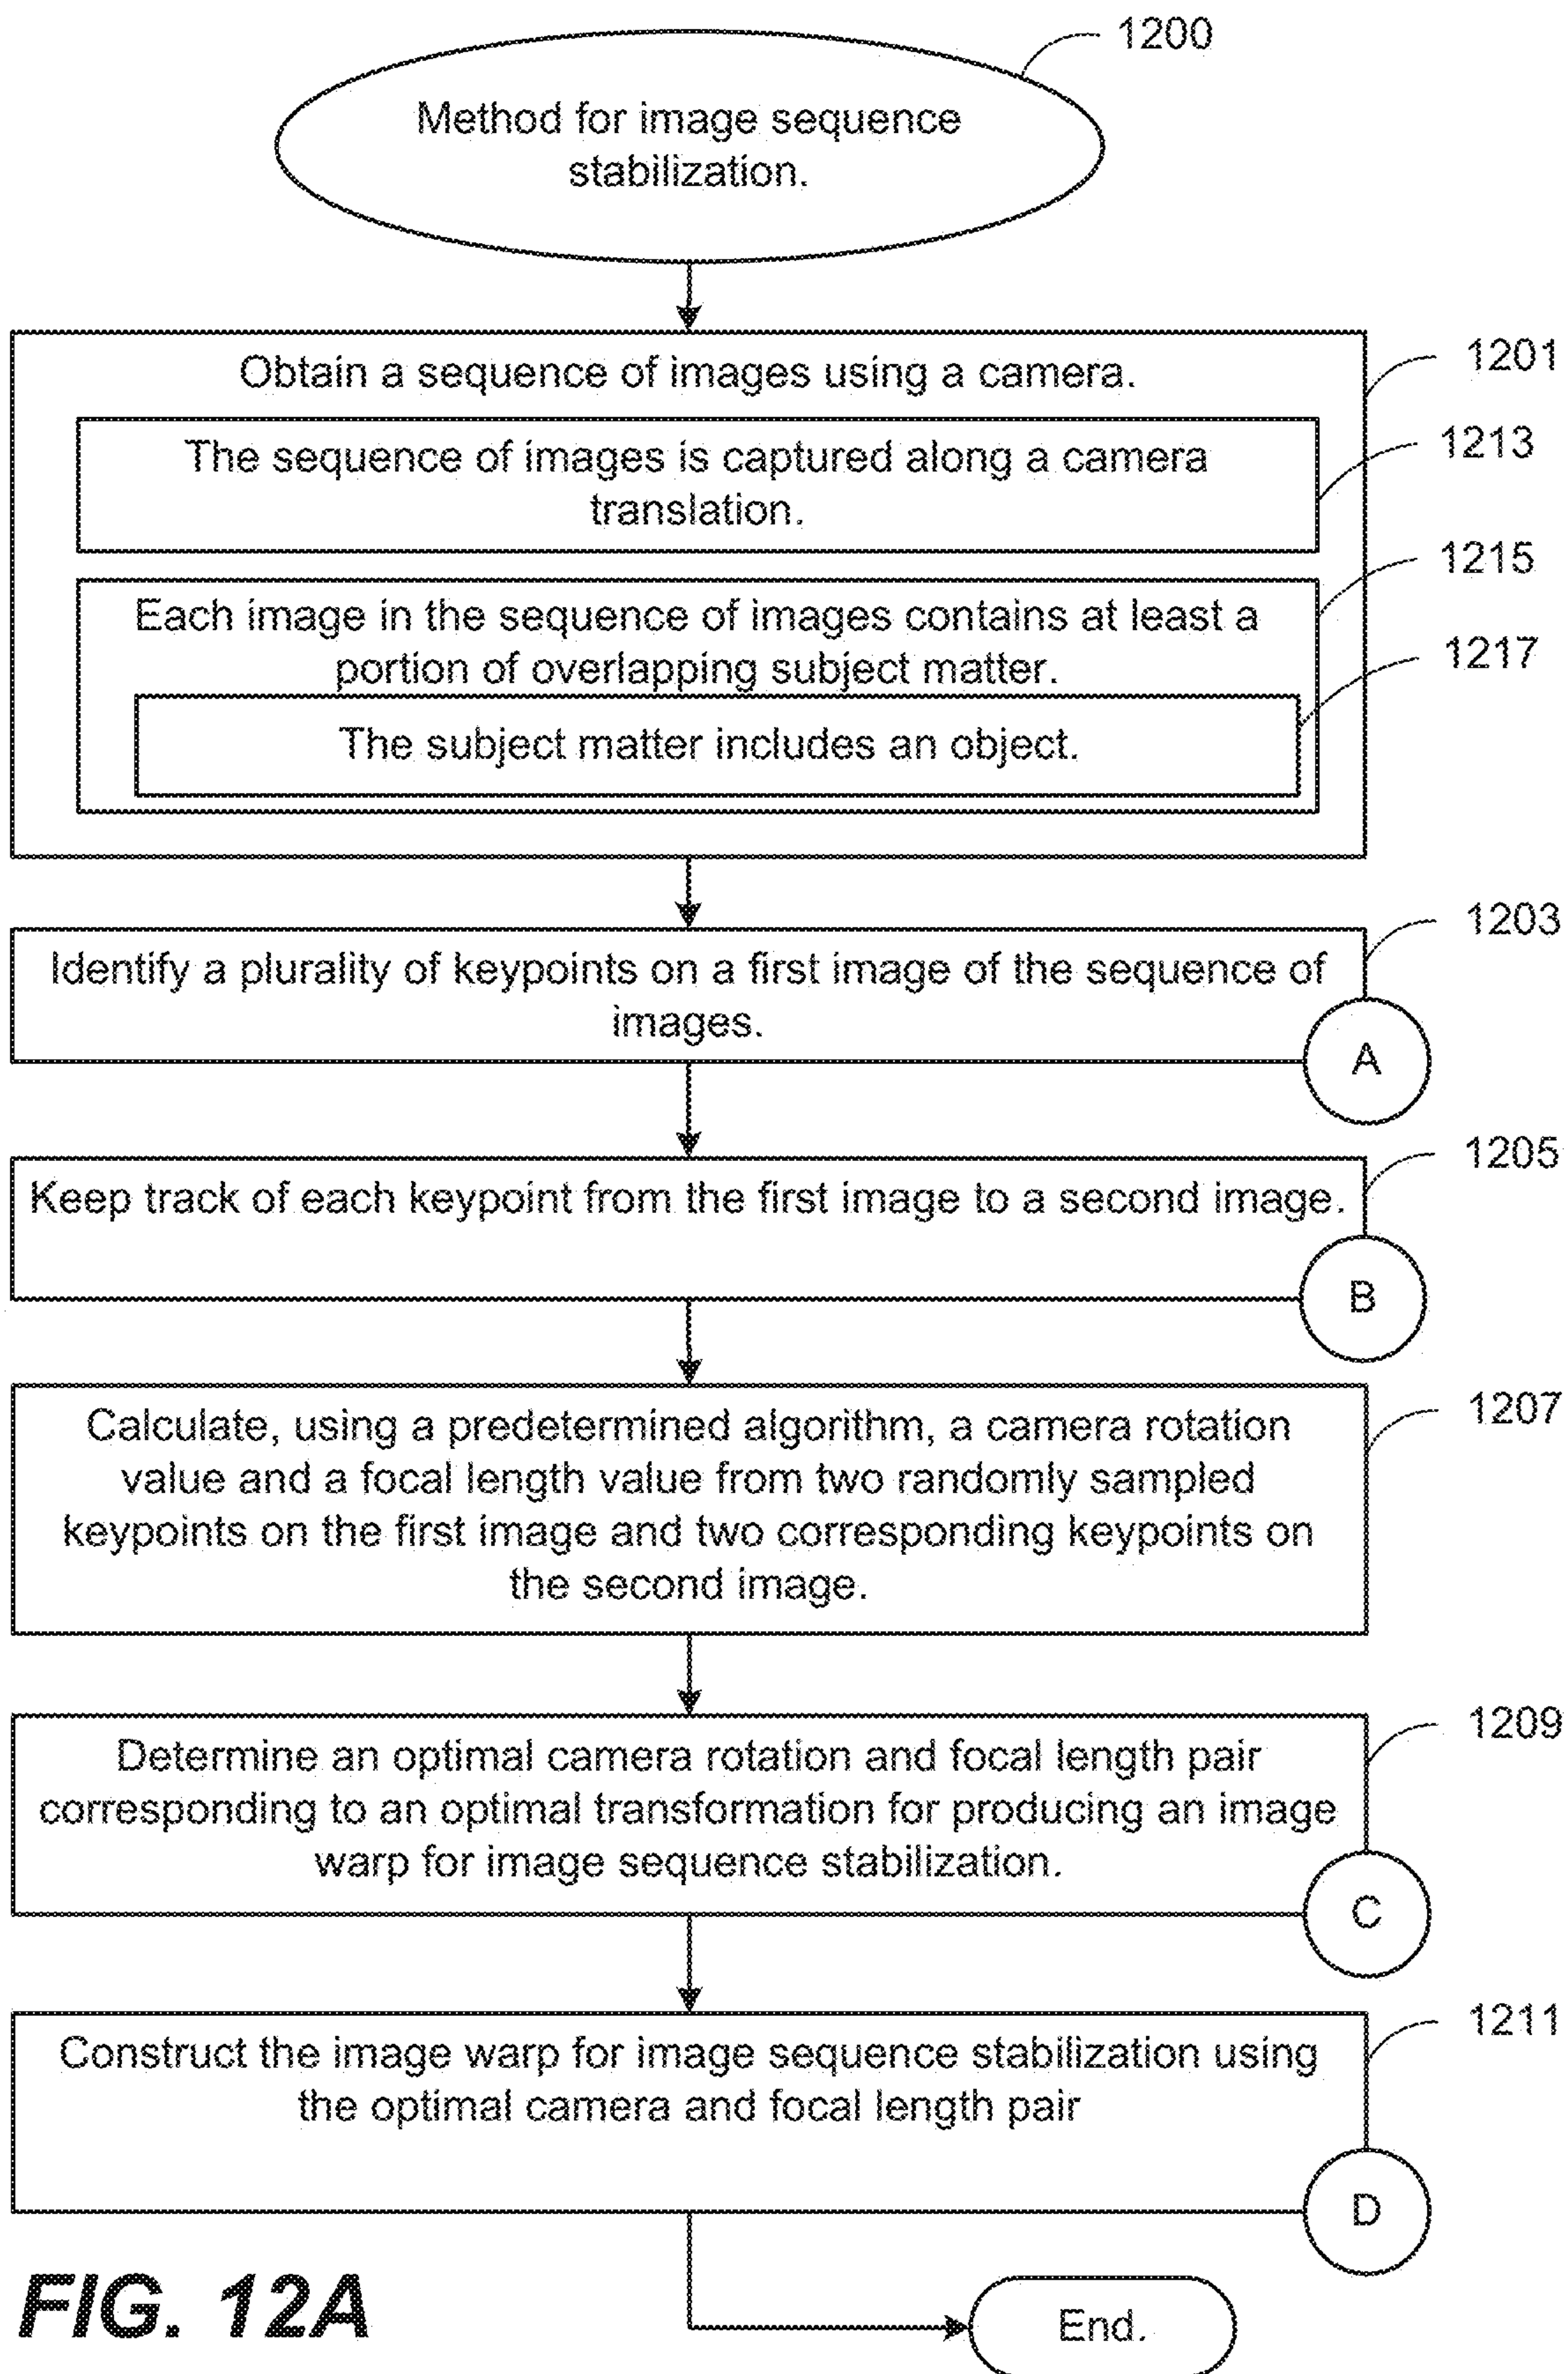 1200
Method for image sequence
stabilization.
1201
Obtain a sequence of images using a camera.
1213
The sequence of images is captured along a camera
translation.
1215
Each image in the sequence of images contains at least a
portion of overlapping subject matter.
1217
The subject matter includes an object.
1203
Identify a plurality of keypoints on a first image of the sequence of
images.
A
1205
Keep track of each keypoint from the first image to a second image.
B
1207
Calculate, using a predetermined algorithm, a camera rotation
value and a focal length value from two randomly sampled
keypoints on the first image and two corresponding keypoints on
the second image.
1209
Determine an optimal camera rotation and focal length pair
corresponding to an optimal transformation for producing an image
warp for image sequence stabilization.
C
1211
Construct the image warp for image sequence stabilization using
the optimal camera and focal length pair
D
FIG. 12A
End.